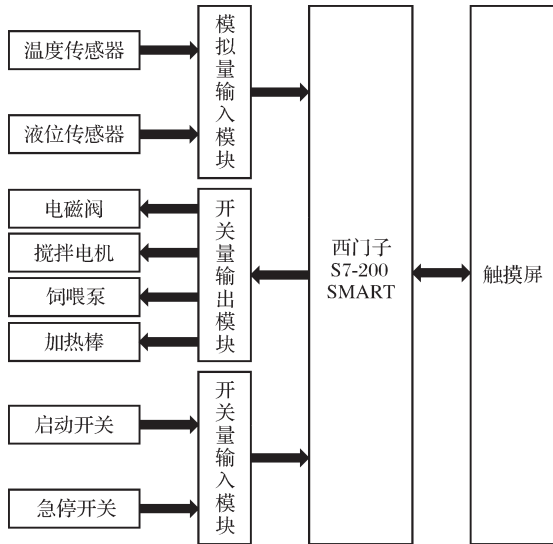 温度传感器
液位传感器
模拟量输入模块
电磁阀
搅拌电机
饲喂泵
加热棒
开关量输出模块
启动开关
急停开关
开关量输入模块
西门子
S7-200
SMART
触摸屏